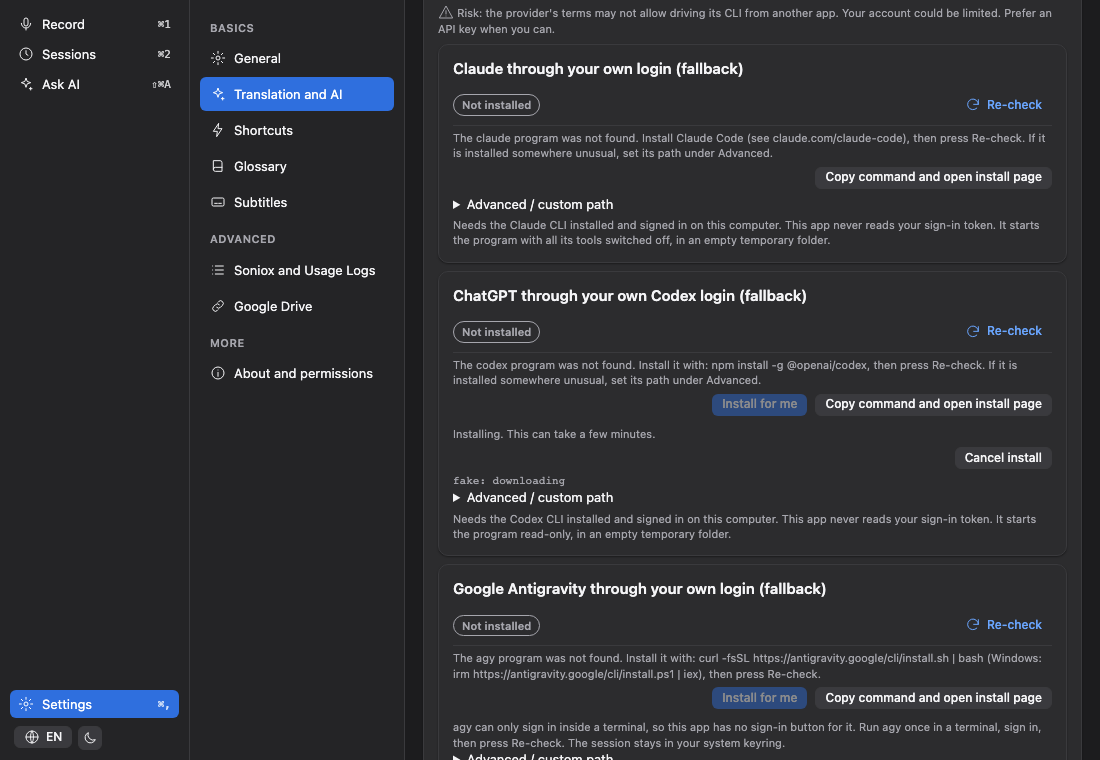 Record ⌘1
Sessions ⌘2
Ask AI ⇧⌘A
Settings ⌘,
EN
BASICS
General
Translation and AI
Shortcuts
Glossary
Subtitles
ADVANCED
Soniox and Usage Logs
Google Drive
MORE
About and permissions
⚠ Risk: the provider's terms may not allow driving its CLI from another app. Your account could be limited. Prefer an
API key when you can.
Claude through your own login (fallback)
Not installed
Re-check
The claude program was not found. Install Claude Code (see claude.com/claude-code), then press Re-check. If it
is installed somewhere unusual, set its path under Advanced.
Copy command and open install page
Advanced / custom path
Needs the Claude CLI installed and signed in on this computer. This app never reads your sign-in token. It starts
the program with all its tools switched off, in an empty temporary folder.
ChatGPT through your own Codex login (fallback)
Not installed
Re-check
The codex program was not found. Install it with: npm install -g @openai/codex, then press Re-check. If it is
installed somewhere unusual, set its path under Advanced.
Install for me
Copy command and open install page
Installing. This can take a few minutes.
Cancel install
fake: downloading
Advanced / custom path
Needs the Codex CLI installed and signed in on this computer. This app never reads your sign-in token. It starts
the program read-only, in an empty temporary folder.
Google Antigravity through your own login (fallback)
Not installed
Re-check
The agy program was not found. Install it with: curl -fsSL https://antigravity.google/cli/install.sh | bash (Windows:
irm https://antigravity.google/cli/install.ps1 | iex), then press Re-check.
Install for me
Copy command and open install page
agy can only sign in inside a terminal, so this app has no sign-in button for it. Run agy once in a terminal, sign in,
then press Re-check. The session stays in your system keyring.
Advanced / custom path